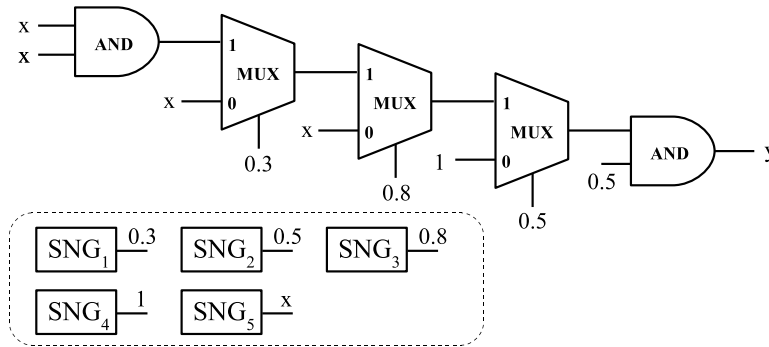 x
x
AND
1
MUX
x
0
0.3
1
MUX
x
0
0.8
1
MUX
1
0
0.5
AND
0.5
y
SNG1 0.3
SNG2 0.5
SNG3 0.8
SNG4 1
SNG5 x